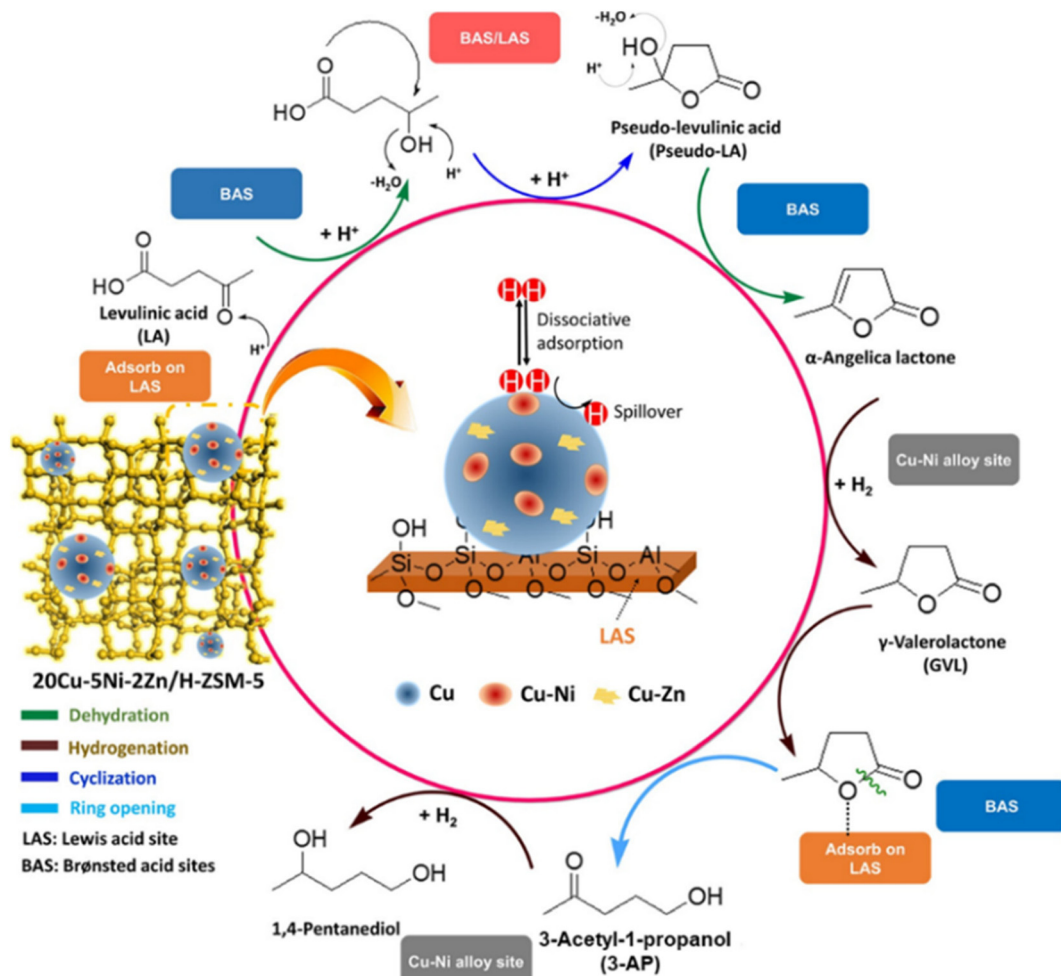 BAS/LAS
-H₂O
HO
H⁺
O
O
Pseudo-levulinic acid
(Pseudo-LA)
O
HO
OH
-H₂O
H⁺
BAS
+ H⁺
+ H⁺
BAS
O
HO
O
Levulinic acid
(LA)
H⁺
Adsorb on
LAS
O
O
α-Angelica lactone
H H
Dissociative
adsorption
H H
H
Spillover
Cu-Ni alloy site
+ H₂
OH
OH
Si
Si
Al
Si
Al
O
O
O
O
O
O
O
O
O
LAS
O
O
γ-Valerolactone
(GVL)
20Cu-5Ni-2Zn/H-ZSM-5
Cu
Cu-Ni
Cu-Zn
Dehydration
Hydrogenation
Cyclization
Ring opening
LAS: Lewis acid site
BAS: Brønsted acid sites
O
O
BAS
Adsorb on
LAS
+ H₂
OH
OH
1,4-Pentanediol
O
OH
3-Acetyl-1-propanol
(3-AP)
Cu-Ni alloy site